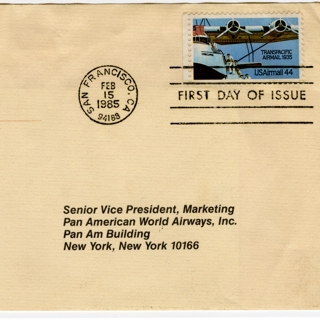 TRANSPACIFIC
AIRMAIL 1935
USAirmail 44
SAN FRANCISCO, CA
FEB
15
1985
94188
FIRST DAY OF ISSUE
Senior Vice President, Marketing
Pan American World Airways, Inc.
Pan Am Building
New York, New York 10166